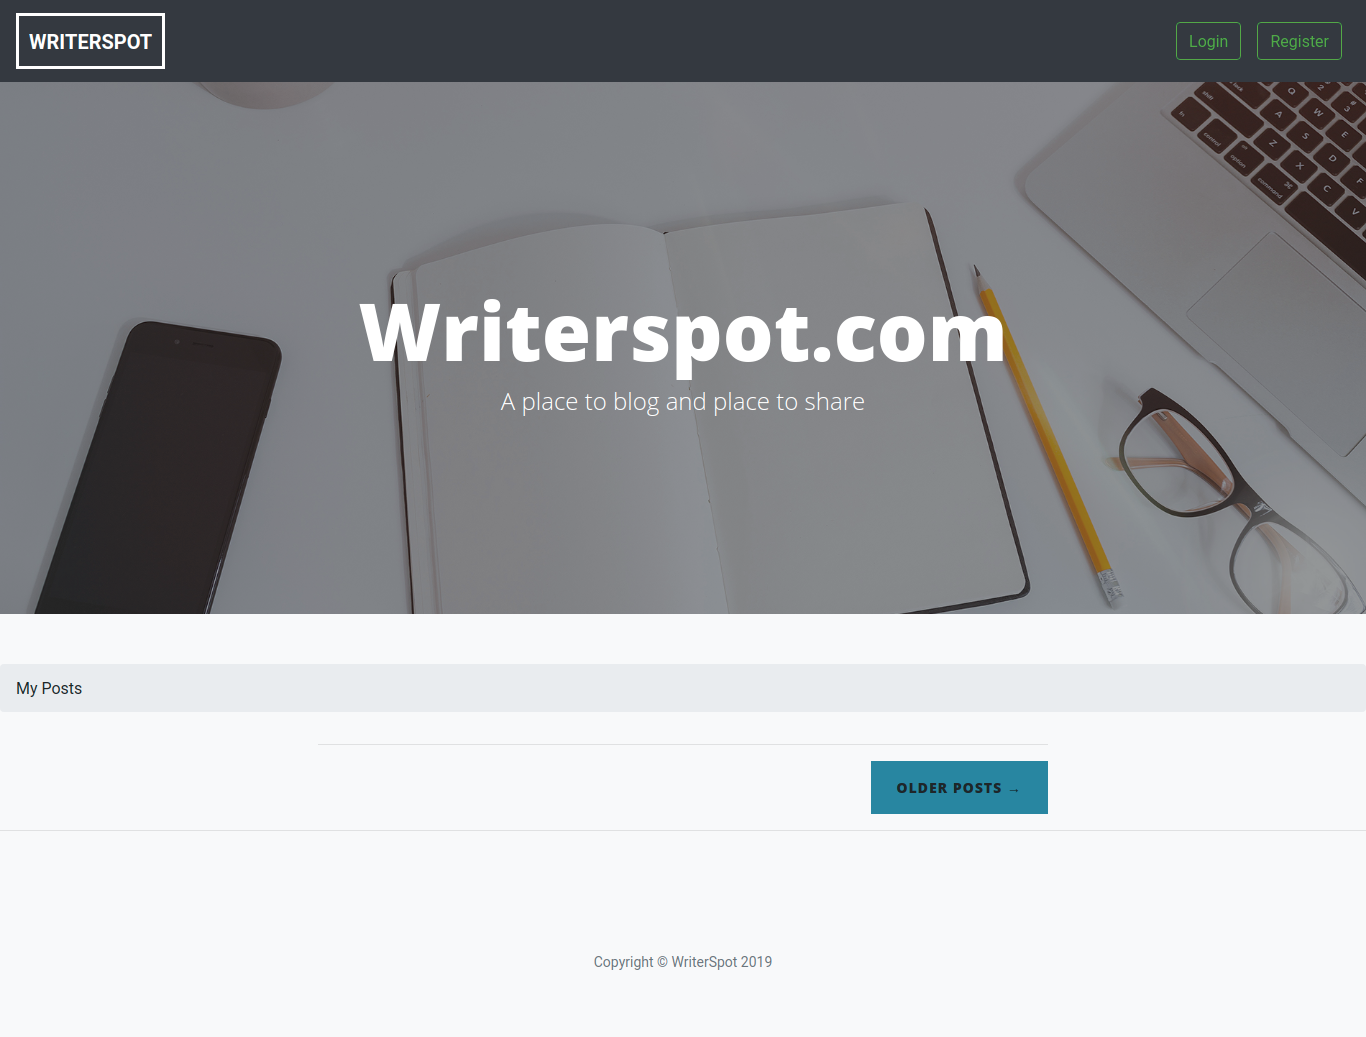 WRITERSPOT
Login
Register
Writerspot.com
A place to blog and place to share
My Posts
OLDER POSTS →
Copyright © WriterSpot 2019